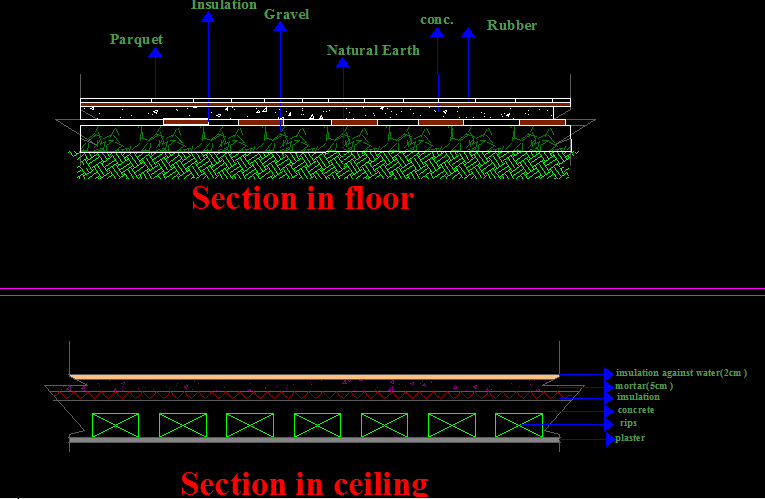 Insulation
Gravel
conc.
Rubber
Parquet
Natural Earth
Section in floor
insulation against water(2cm )
mortar(5cm )
insulation
concrete
rips
plaster
Section in ceiling